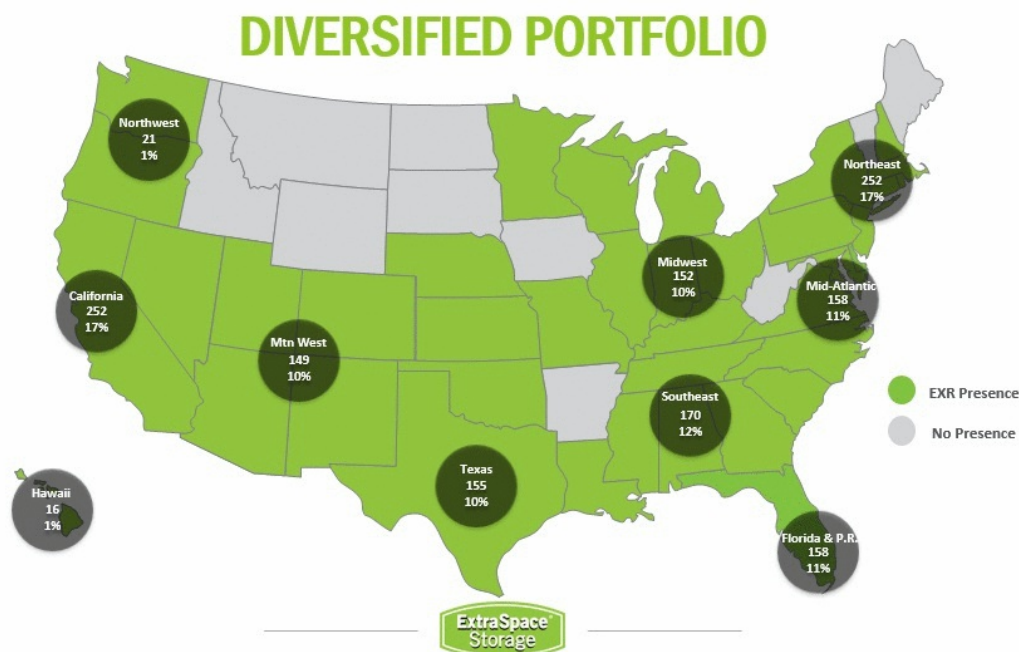 DIVERSIFIED PORTFOLIO
Northwest
21
1%
Northeast
252
17%
Midwest
152
10%
Mid-Atlantic
158
11%
California
252
17%
Mtn West
149
10%
Southeast
170
12%
EXR Presence
No Presence
Texas
155
10%
Hawaii
16
1%
Florida & P.R.
158
11%
ExtraSpace®
Storage